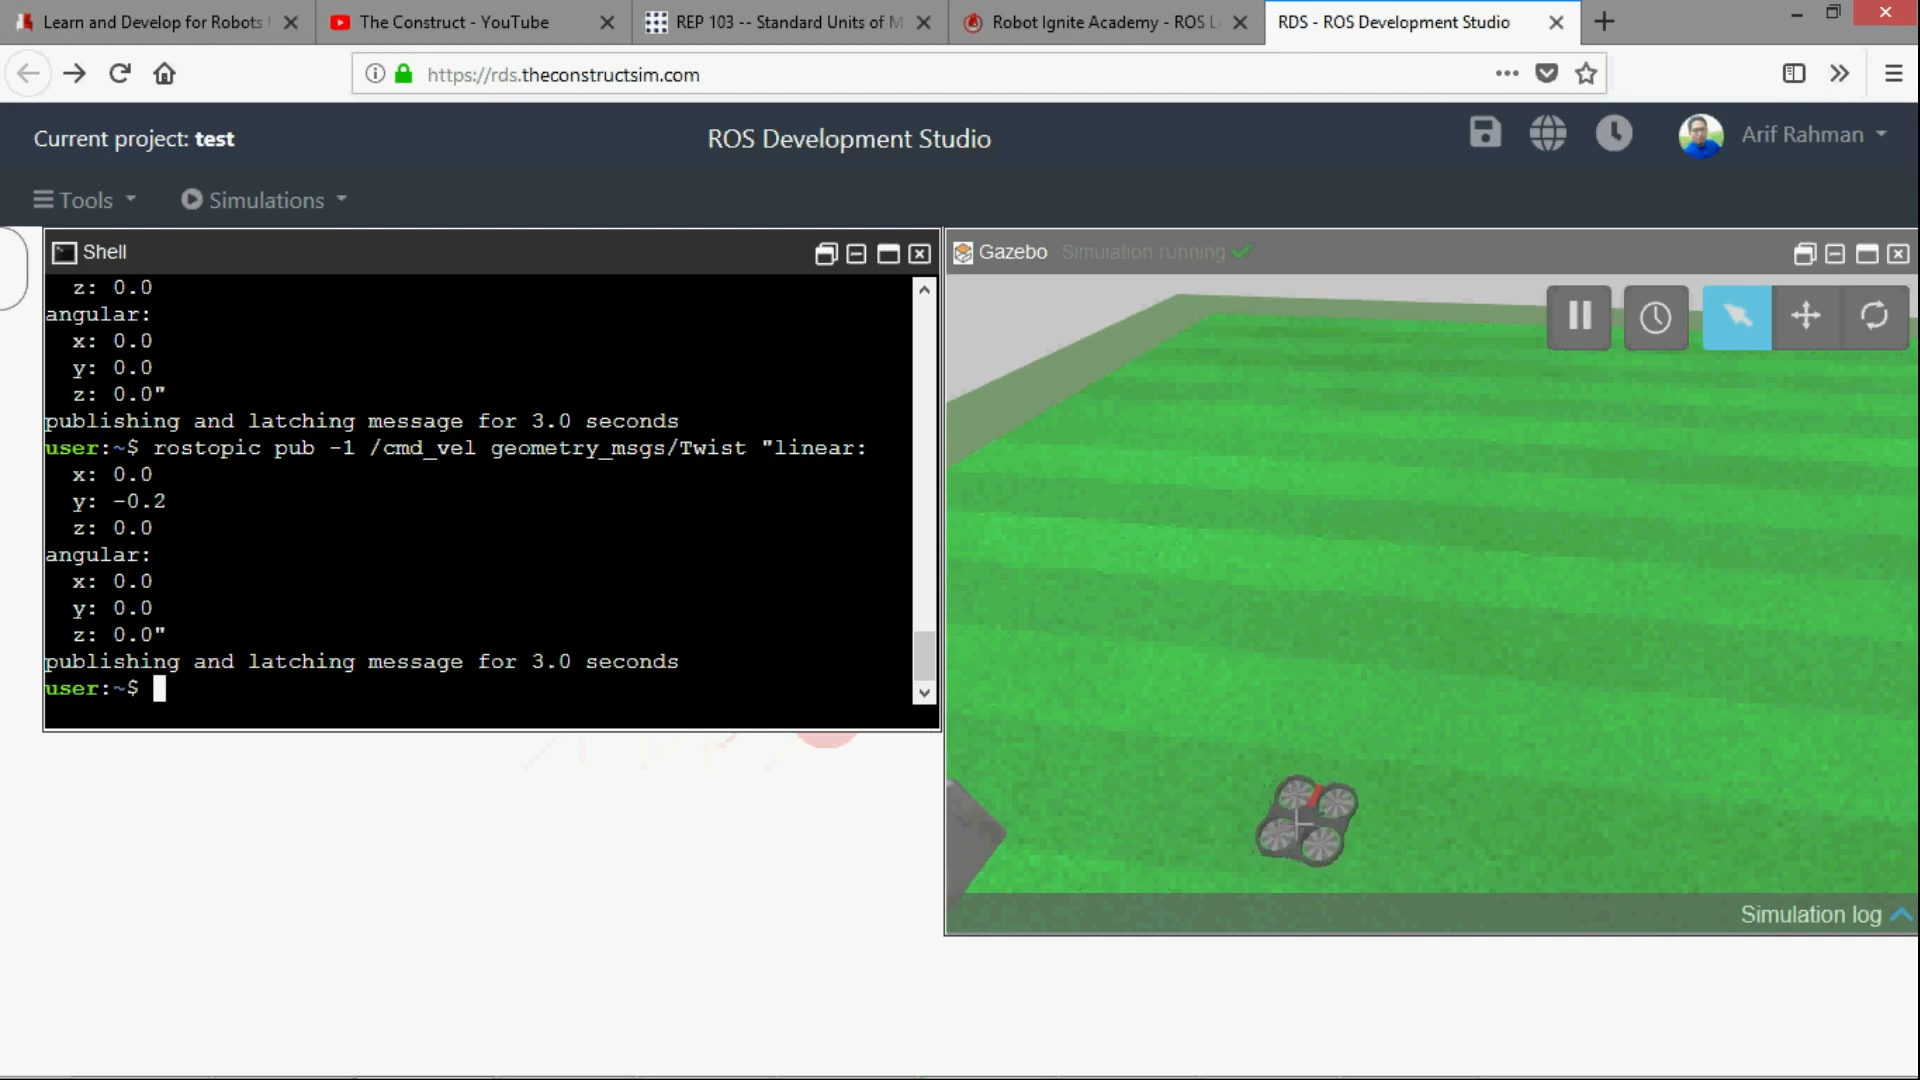 Learn and Develop for Robots
The Construct - YouTube
REP 103 -- Standard Units of M
Robot Ignite Academy - ROS L
RDS - ROS Development Studio
https://rds.theconstructsim.com
Current project: test
ROS Development Studio
Arif Rahman
Tools
Simulations
Shell
z: 0.0
angular:
x: 0.0
y: 0.0
z: 0.0"
publishing and latching message for 3.0 seconds
user:~$ rostopic pub -1 /cmd_vel geometry_msgs/Twist "linear:
x: 0.0
y: -0.2
z: 0.0
angular:
x: 0.0
y: 0.0
z: 0.0"
publishing and latching message for 3.0 seconds
user:~$
Gazebo Simulation running
Simulation log